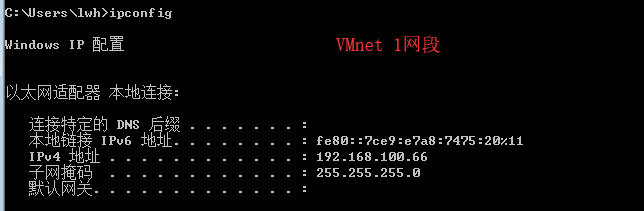 C:\Users\lwh>ipconfig
Windows IP 配置
VMnet 1网段
以太网适配器 本地连接:
连接特定的 DNS 后缀 . . . . . . . :
本地链接 IPv6 地址. . . . . . . . : fe80::7ce9:e7a8:7475:20%11
IPv4 地址 . . . . . . . . . . . . : 192.168.100.66
子网掩码 . . . . . . . . . . . . : 255.255.255.0
默认网关. . . . . . . . . . . . . :